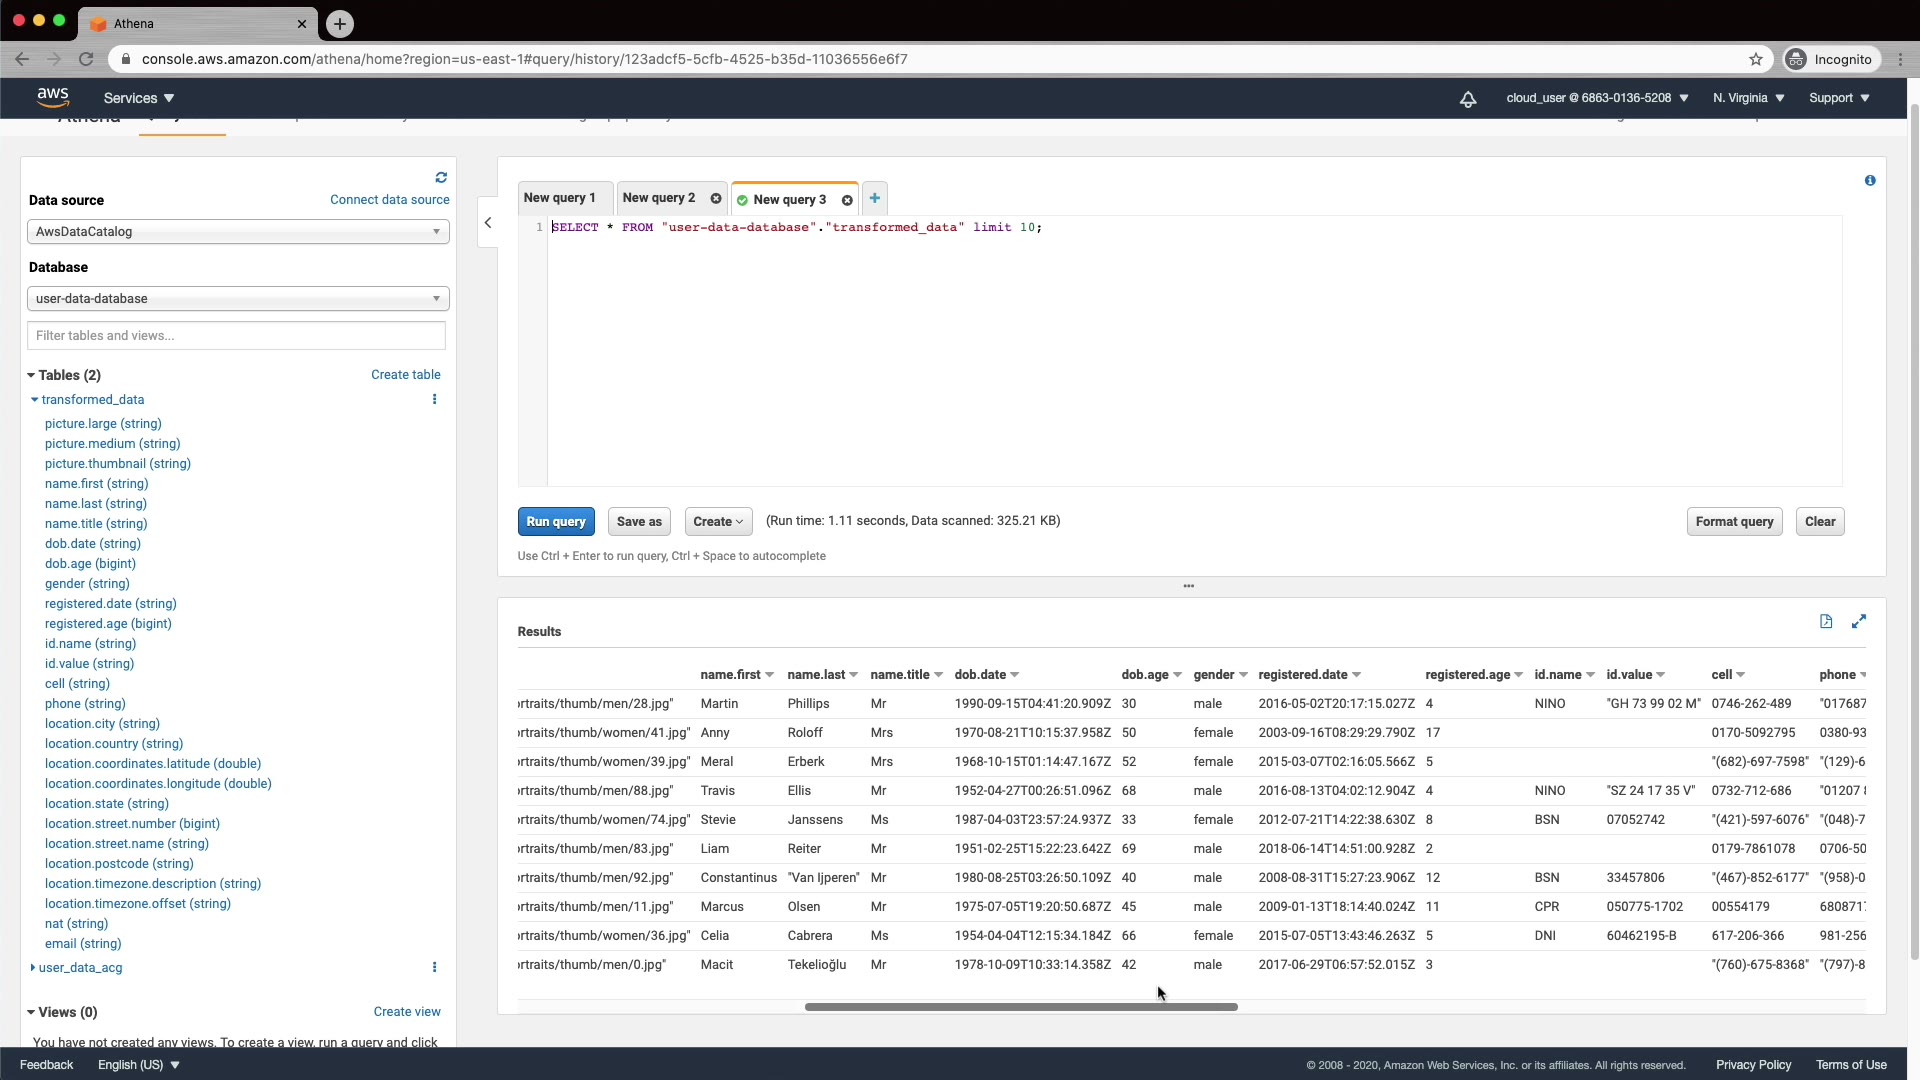 Athena
console.aws.amazon.com/athena/home?region=us-east-1#query/history/123adcf5-5cfb-4525-b35d-11036556e6f7
Incognito
aws
Services
cloud_user @ 6863-0136-5208
N. Virginia
Support
Data source
Connect data source
AwsDataCatalog
Database
user-data-database
Filter tables and views...
Tables (2)
Create table
transformed_data
picture.large (string)
picture.medium (string)
picture.thumbnail (string)
name.first (string)
name.last (string)
name.title (string)
dob.date (string)
dob.age (bigint)
gender (string)
registered.date (string)
registered.age (bigint)
id.name (string)
id.value (string)
cell (string)
phone (string)
location.city (string)
location.country (string)
location.coordinates.latitude (double)
location.coordinates.longitude (double)
location.state (string)
location.street.number (bigint)
location.street.name (string)
location.postcode (string)
location.timezone.description (string)
location.timezone.offset (string)
nat (string)
email (string)
user_data_acg
Views (0)
Create view
You have not created any views. To create a view, run a query and click
New query 1
New query 2
New query 3
1 SELECT * FROM "user-data-database"."transformed_data" limit 10;
Run query
Save as
Create
(Run time: 1.11 seconds, Data scanned: 325.21 KB)
Format query
Clear
Use Ctrl + Enter to run query, Ctrl + Space to autocomplete
Results
name.first name.last name.title dob.date dob.age gender registered.date registered.age id.name id.value cell phone
rtraits/thumb/men/28.jpg" Martin Phillips Mr 1990-09-15T04:41:20.909Z 30 male 2016-05-02T20:17:15.027Z 4 NINO "GH 73 99 02 M" 0746-262-489 "017687
rtraits/thumb/women/41.jpg" Anny Roloff Mrs 1970-08-21T10:15:37.958Z 50 female 2003-09-16T08:29:29.790Z 17 0170-5092795 0380-93
rtraits/thumb/women/39.jpg" Meral Erberk Mrs 1968-10-15T01:14:47.167Z 52 female 2015-03-07T02:16:05.566Z 5 "(682)-697-7598" "(129)-6
rtraits/thumb/men/88.jpg" Travis Ellis Mr 1952-04-27T00:26:51.096Z 68 male 2016-08-13T04:02:12.904Z 4 NINO "SZ 24 17 35 V" 0732-712-686 "01207
rtraits/thumb/women/74.jpg" Stevie Janssens Ms 1987-04-03T23:57:24.937Z 33 female 2012-07-21T14:22:38.630Z 8 BSN 07052742 "(421)-597-6076" "(048)-7
rtraits/thumb/men/83.jpg" Liam Reiter Mr 1951-02-25T15:22:23.642Z 69 male 2018-06-14T14:51:00.928Z 2 0179-7861078 0706-50
rtraits/thumb/men/92.jpg" Constantinus "Van Ijperen" Mr 1980-08-25T03:26:50.109Z 40 male 2008-08-31T15:27:23.906Z 12 BSN 33457806 "(467)-852-6177" "(958)-0
rtraits/thumb/men/11.jpg" Marcus Olsen Mr 1975-07-05T19:20:50.687Z 45 male 2009-01-13T18:14:40.024Z 11 CPR 050775-1702 00554179 680871
rtraits/thumb/women/36.jpg" Celia Cabrera Ms 1954-04-04T12:15:34.184Z 66 female 2015-07-05T13:43:46.263Z 5 DNI 60462195-B 617-206-366 981-256
rtraits/thumb/men/0.jpg" Macit Tekelioğlu Mr 1978-10-09T10:33:14.358Z 42 male 2017-06-29T06:57:52.015Z 3 "(760)-675-8368" "(797)-8
Feedback
English (US)
© 2008 - 2020, Amazon Web Services, Inc. or its affiliates. All rights reserved.
Privacy Policy
Terms of Use